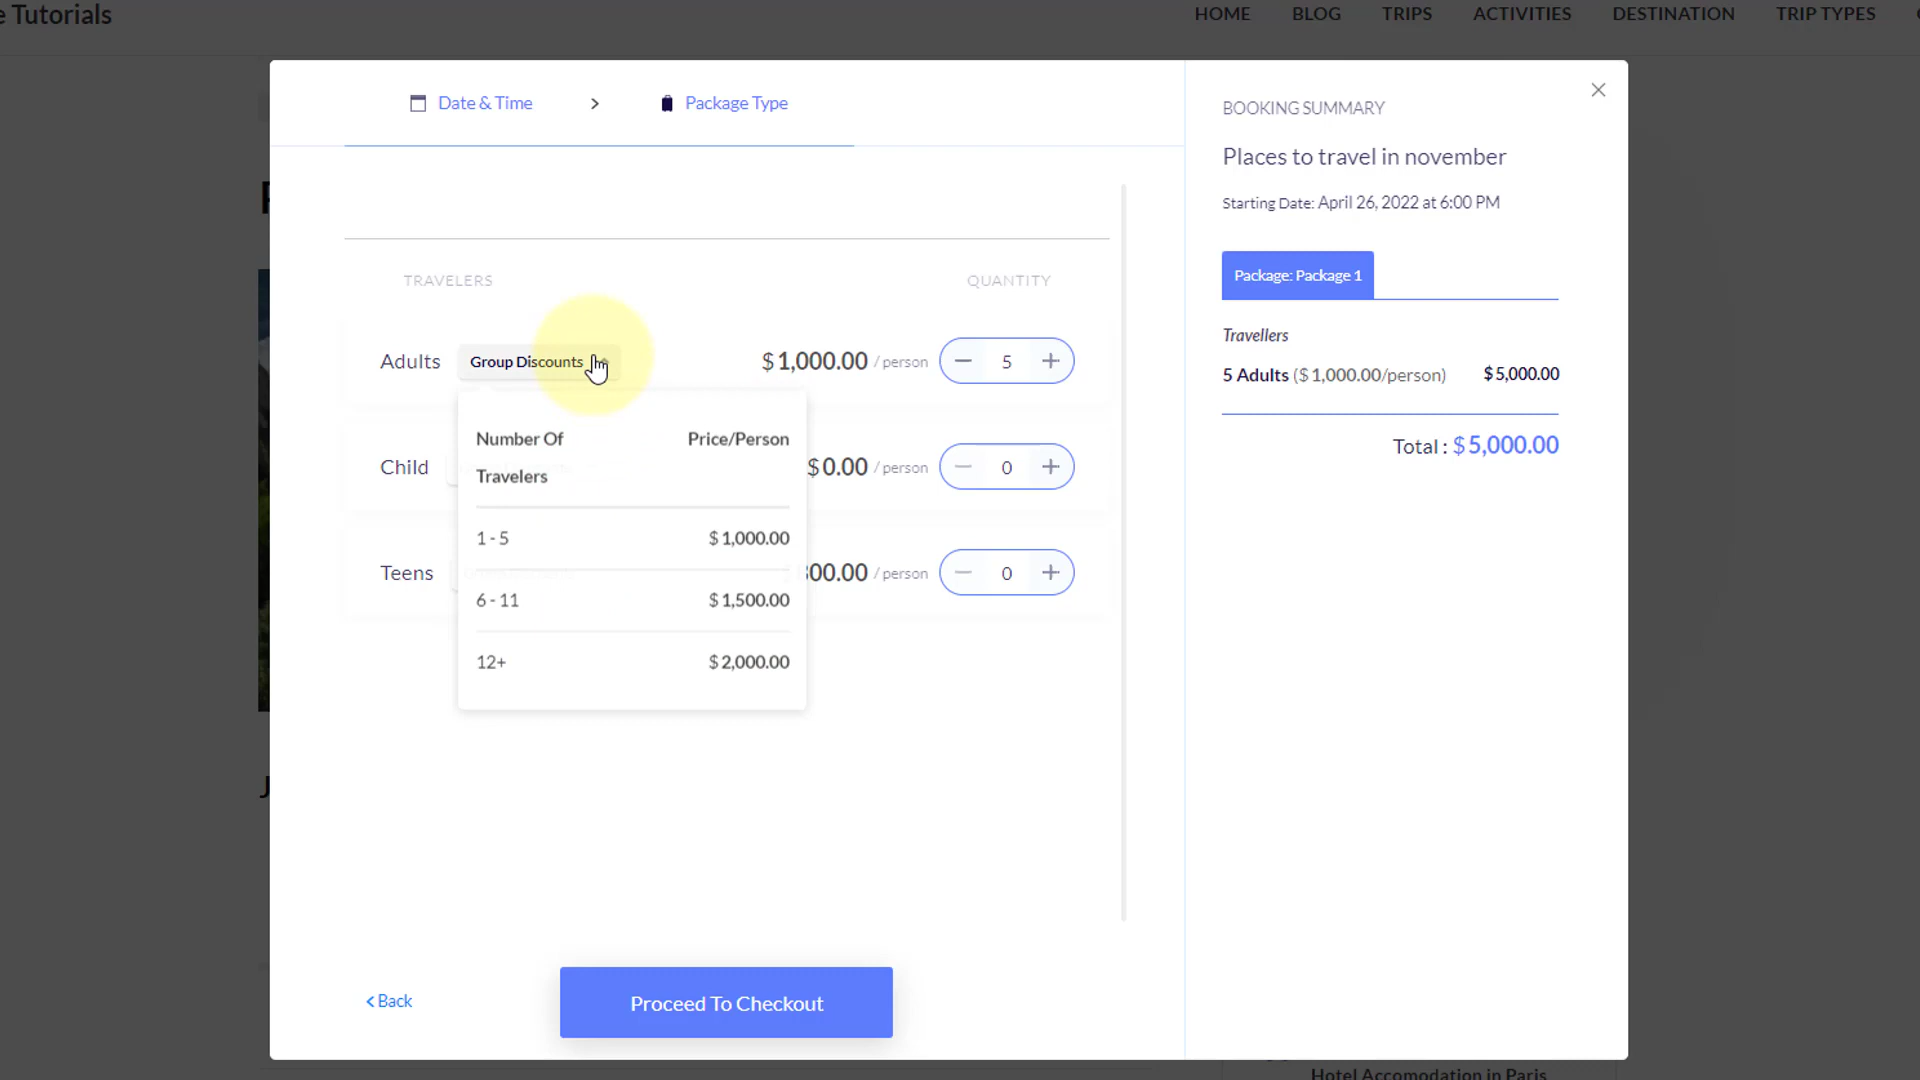 e Tutorials
HOME BLOG TRIPS ACTIVITIES DESTINATION TRIP TYPES
Date & Time > Package Type
TRAVELERS QUANTITY
Adults Group Discounts $1,000.00 / person − 5 +
Number Of Travelers Price/Person
1 - 5 $1,000.00
6 - 11 $1,500.00
12+ $2,000.00
Child $0.00 / person − 0 +
Teens 00.00 / person − 0 +
< Back
Proceed To Checkout
BOOKING SUMMARY
Places to travel in november
Starting Date: April 26, 2022 at 6:00 PM
Package: Package 1
Travellers
5 Adults ($1,000.00/person) $5,000.00
Total : $5,000.00
Hotel Accomodation in Paris